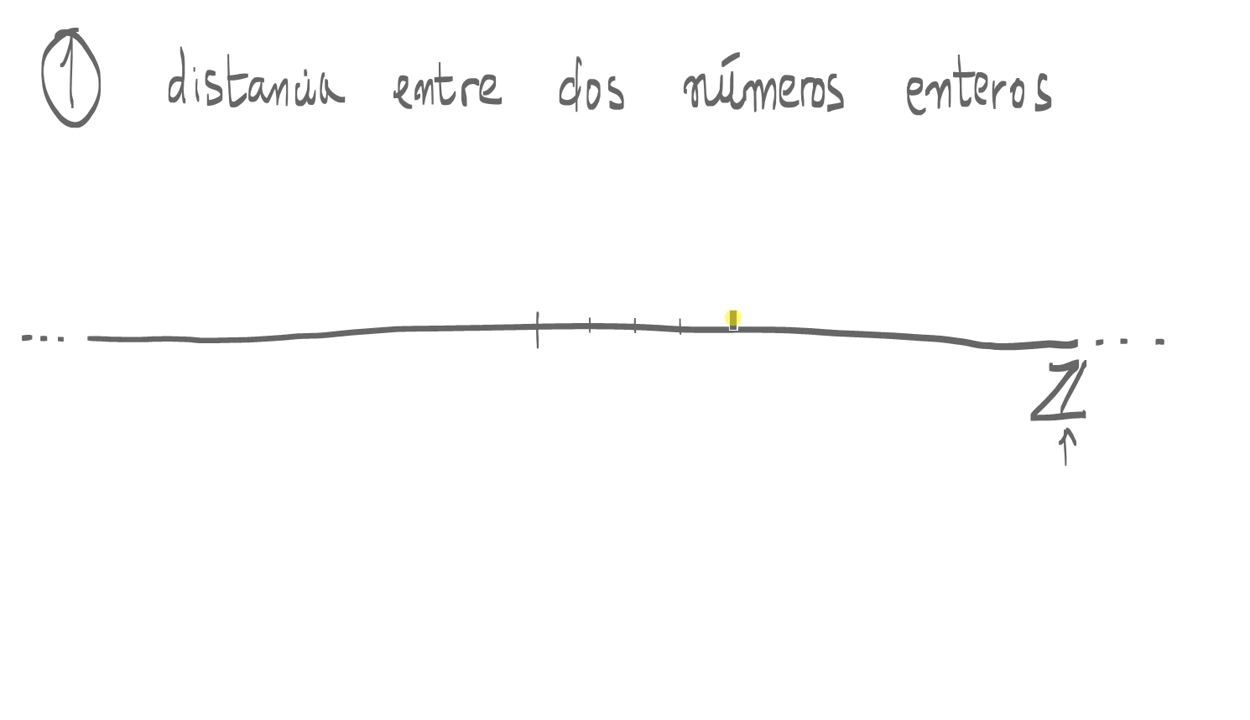 1 distancia entre dos números enteros
... ...
ℤ
↑